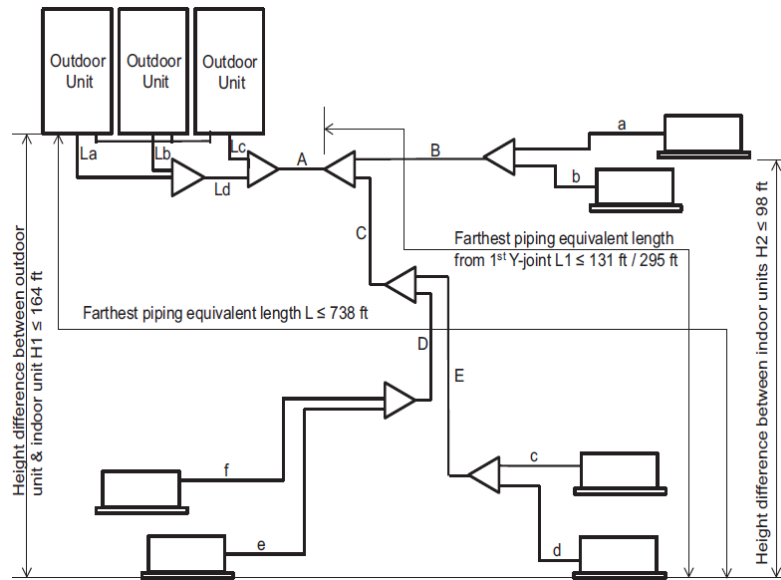 Outdoor
Unit
Outdoor
Unit
Outdoor
Unit
La
Lb
Lc
Ld
A
B
a
b
C
Farthest piping equivalent length
from 1st Y-joint L1 ≤ 131 ft / 295 ft
Farthest piping equivalent length L ≤ 738 ft
D
E
f
e
c
d
Height difference between outdoor
unit & indoor unit H1 ≤ 164 ft
Height difference between indoor units H2 ≤ 98 ft